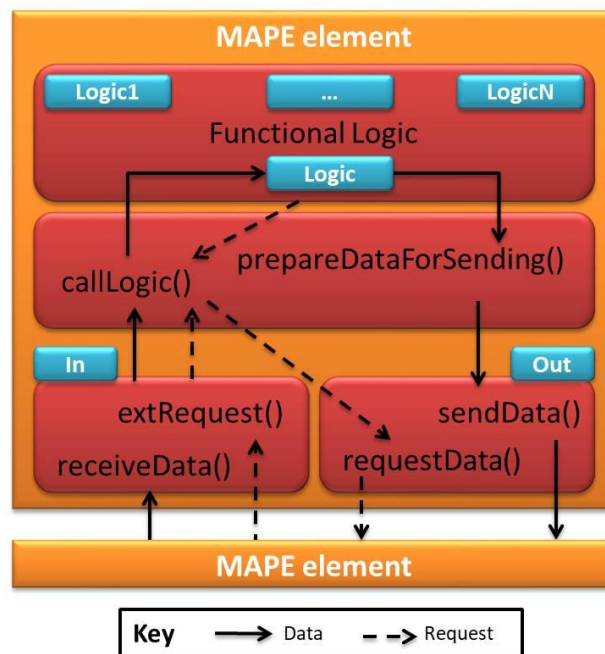 MAPE element
Logic1 ... LogicN
Functional Logic
Logic
prepareDataForSending()
callLogic()
In Out
extRequest() sendData()
receiveData() requestData()
MAPE element
Key Data Request